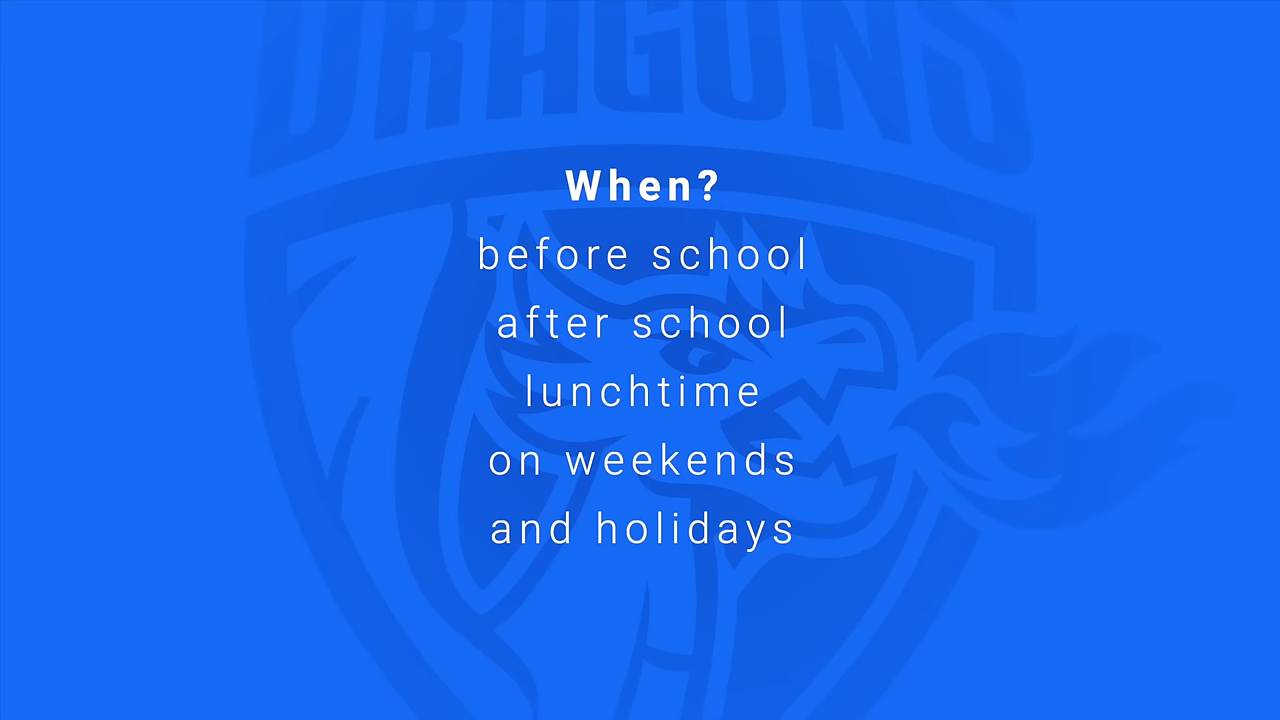 DRAGONS
When?
before school
after school
lunchtime
on weekends
and holidays